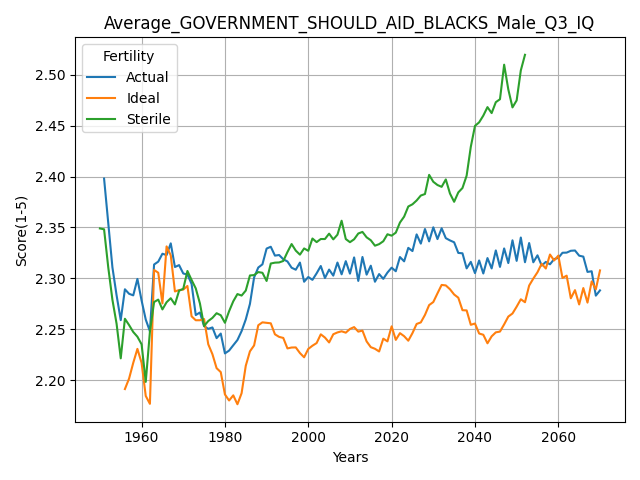 Average_GOVERNMENT_SHOULD_AID_BLACKS_Male_Q3_IQ
Fertility
Actual
Ideal
Sterile
2.50
2.45
2.40
2.35
2.30
2.25
2.20
Score(1-5)
1960
1980
2000
2020
2040
2060
Years